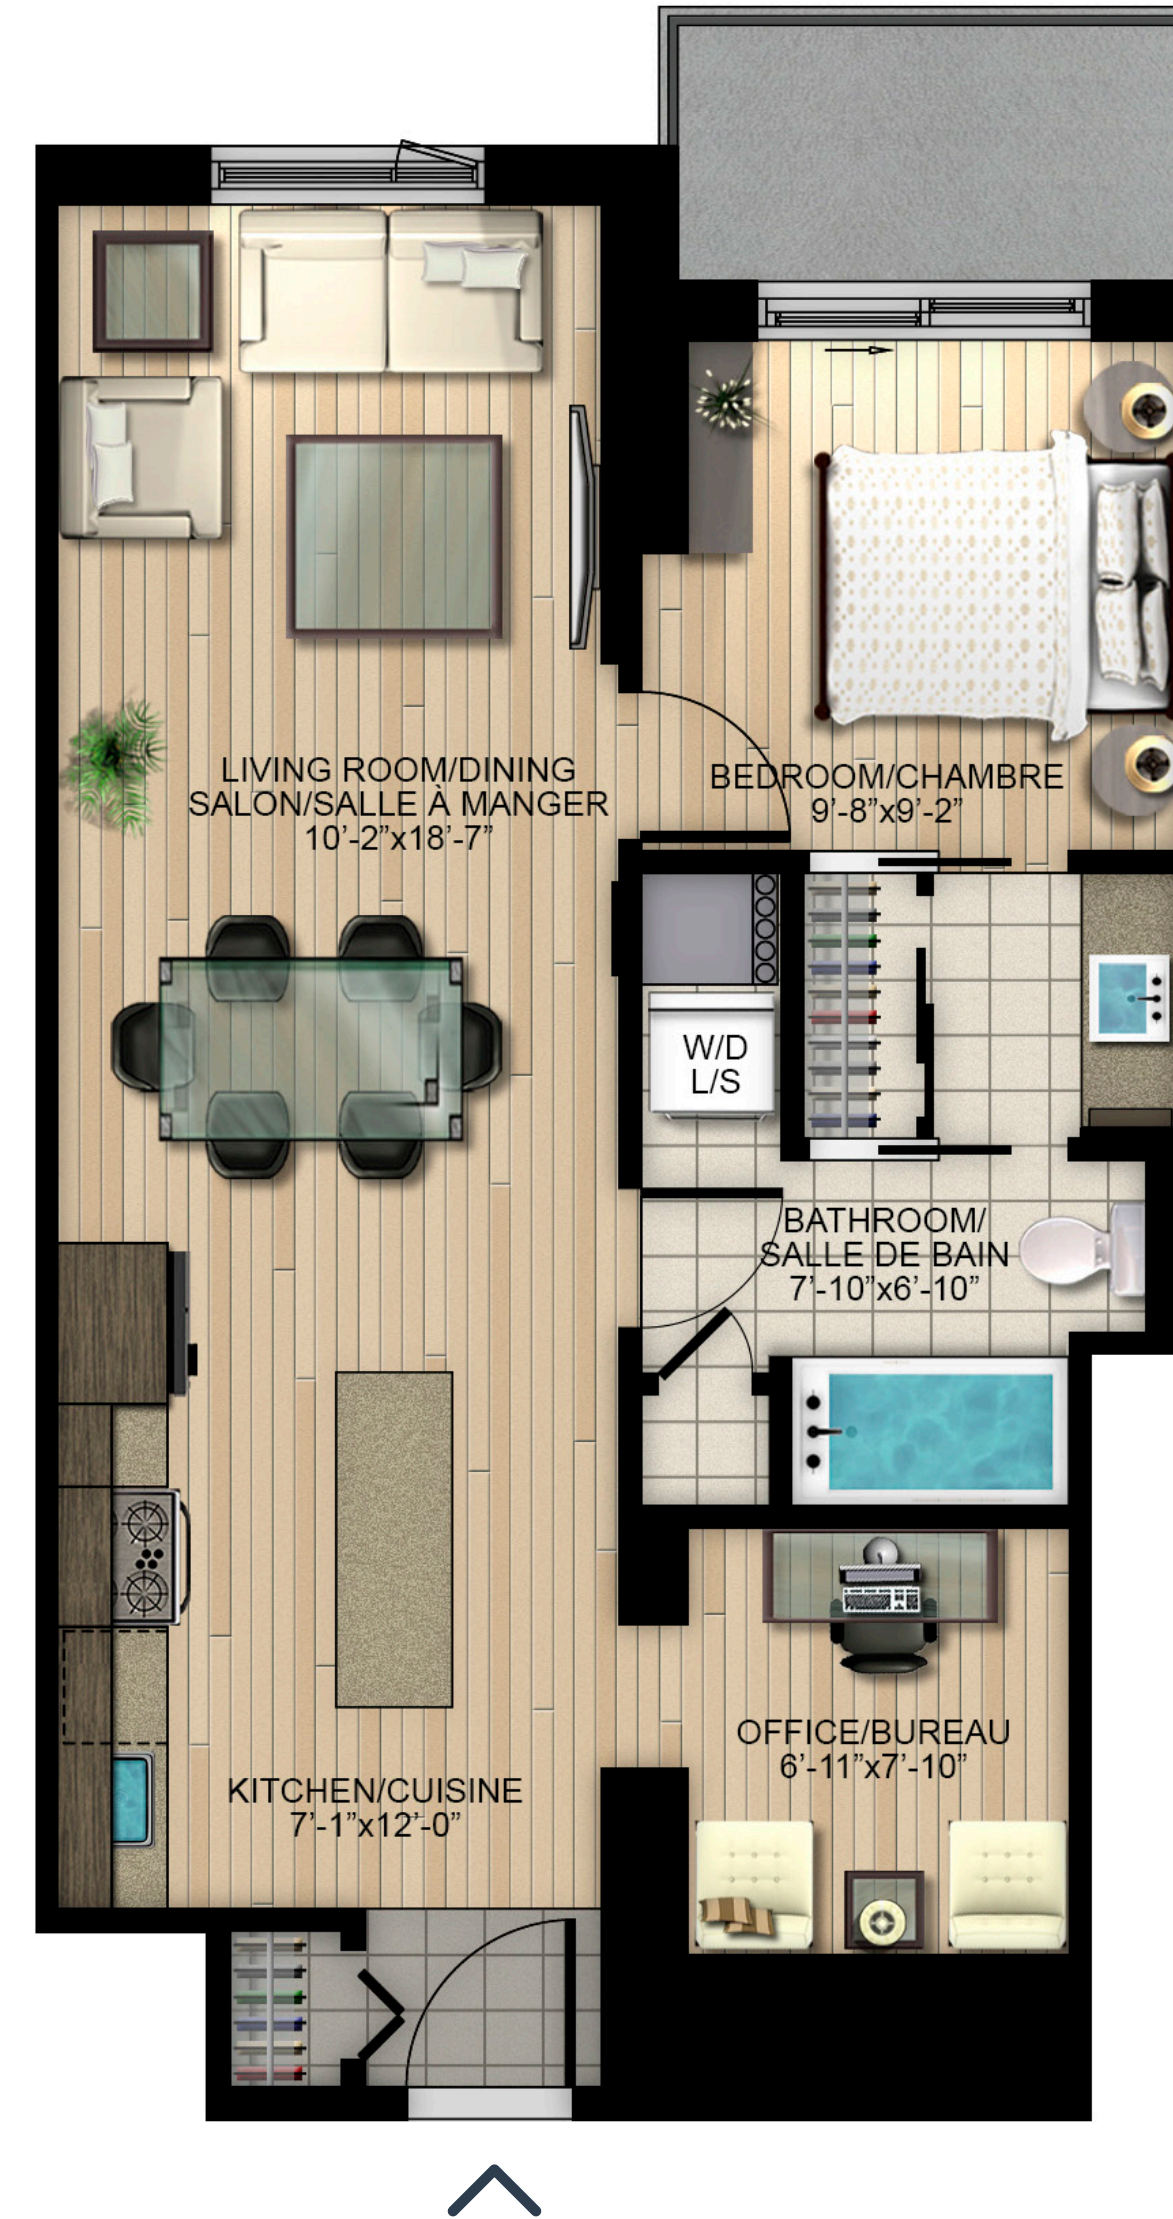 LIVING ROOM/DINING
SALON/SALLE À MANGER
10'-2"x18'-7"
BEDROOM/CHAMBRE
9'-8"x9'-2"
W/D
L/S
BATHROOM/
SALLE DE BAIN
7'-10"x6'-10"
OFFICE/BUREAU
6'-11"x7'-10"
KITCHEN/CUISINE
7'-1"x12'-0"